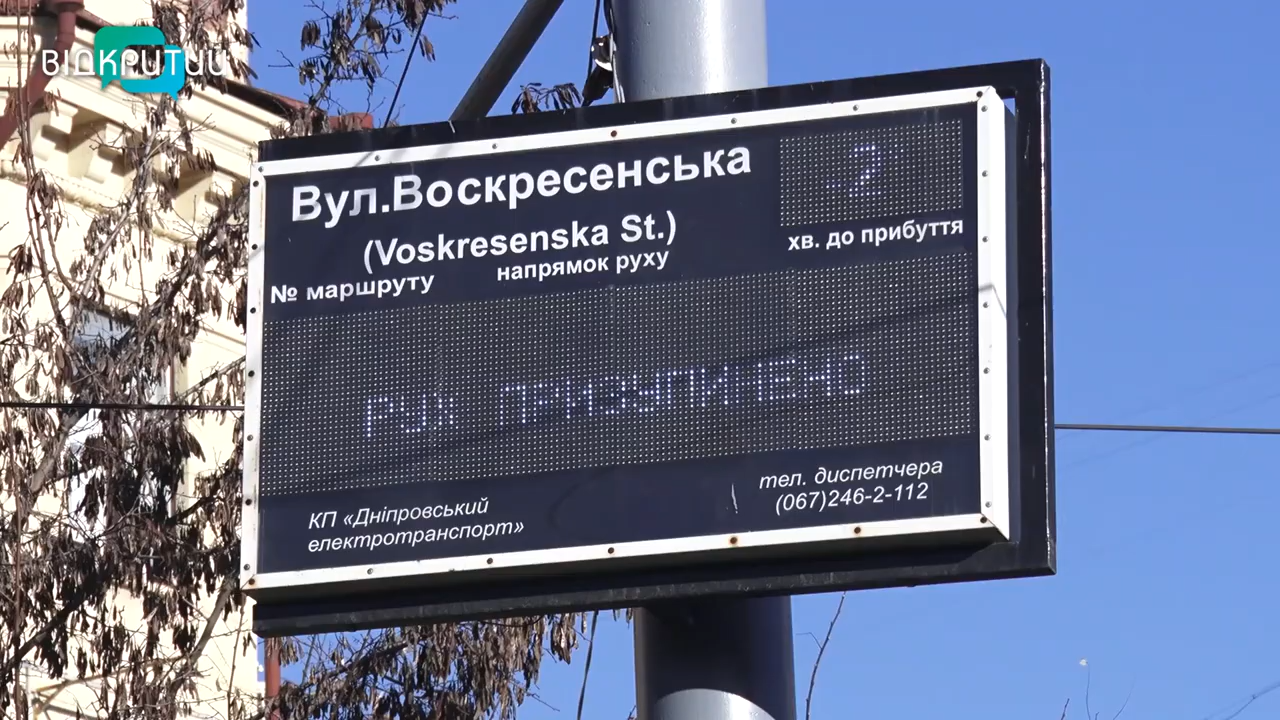 ВІДКРИТИЙ
Вул.Воскресенська
(Voskresenska St.)
2
хв. до прибуття
№ маршруту
напрямок руху
РУХ ПРИЗУПИНЕНО
КП «Дніпровський
електротранспорт»
тел. диспетчера
(067)246-2-112